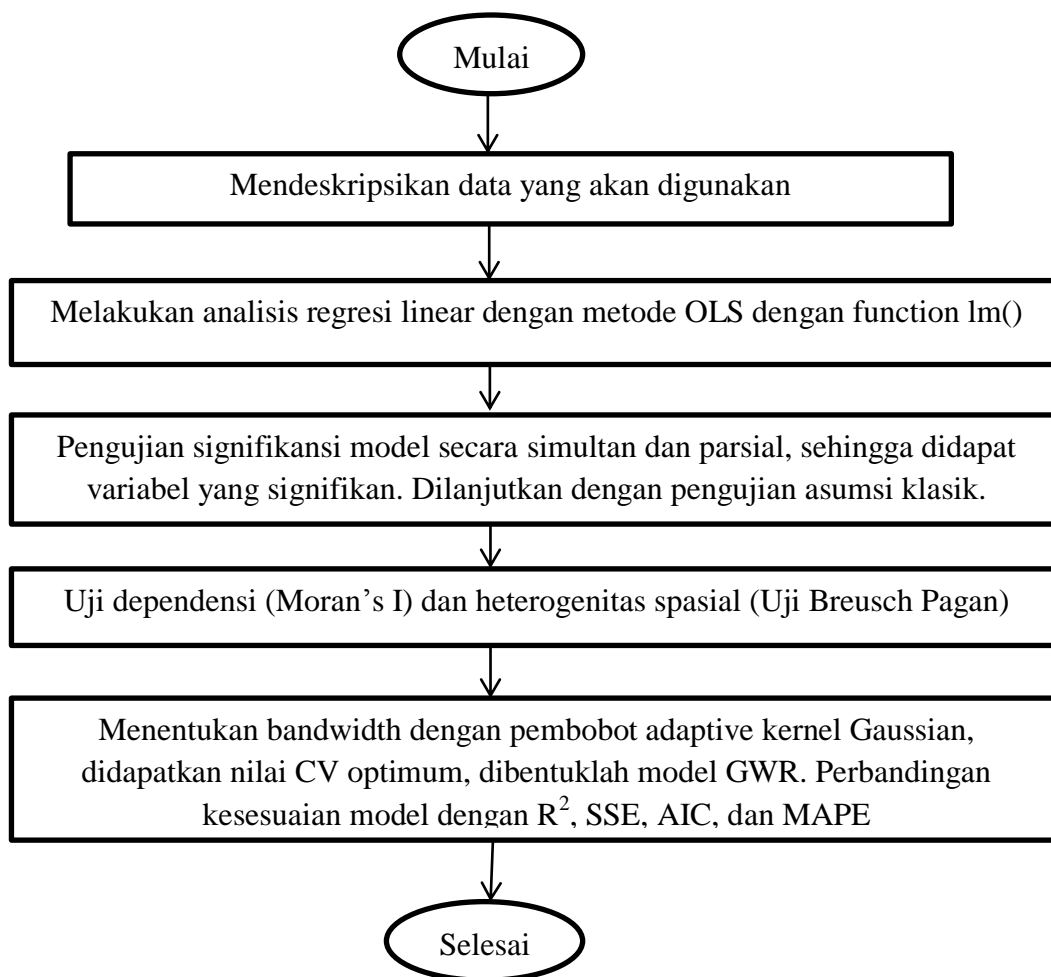 Mulai
Mendeskripsikan data yang akan digunakan
Melakukan analisis regresi linear dengan metode OLS dengan function lm()
Pengujian signifikansi model secara simultan dan parsial, sehingga didapat
variabel yang signifikan. Dilanjutkan dengan pengujian asumsi klasik.
Uji dependensi (Moran's I) dan heterogenitas spasial (Uji Breusch Pagan)
Menentukan bandwidth dengan pembobot adaptive kernel Gaussian,
didapatkan nilai CV optimum, dibentuklah model GWR. Perbandingan
kesesuaian model dengan R², SSE, AIC, dan MAPE
Selesai